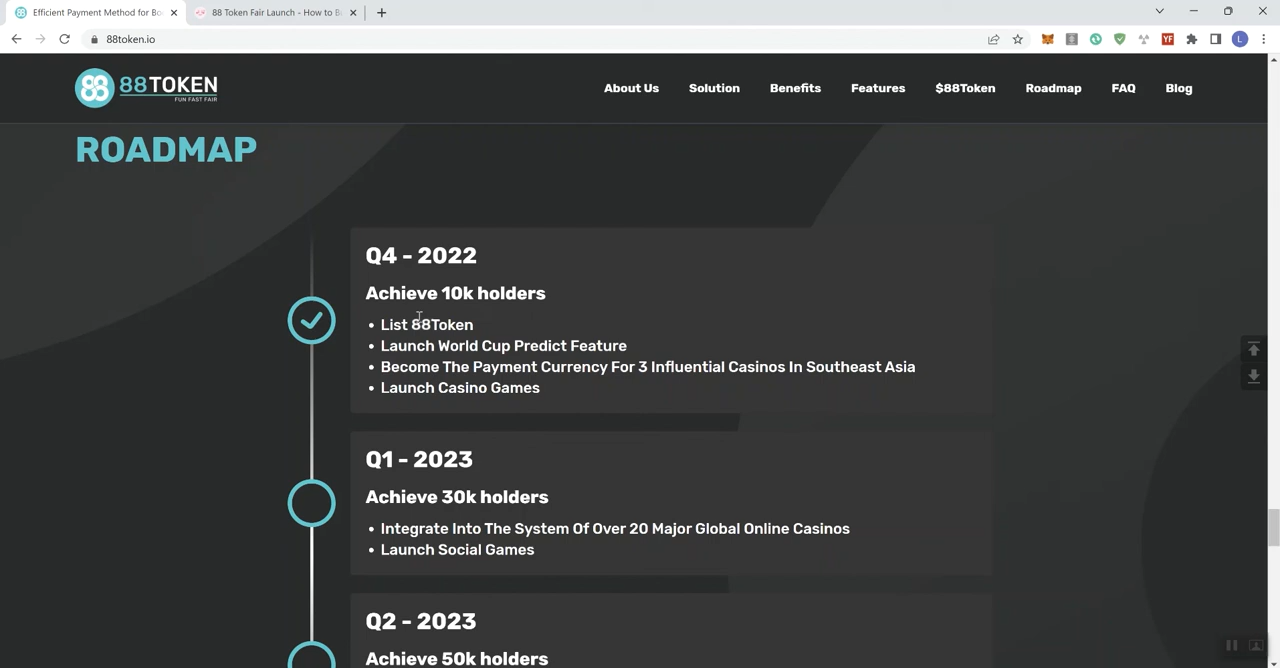 Efficient Payment Method for Bo
88 Token Fair Launch - How to Bu
88token.io
88TOKEN
FUN FAST FAIR
About Us
Solution
Benefits
Features
$88Token
Roadmap
FAQ
Blog
ROADMAP
Q4 - 2022
Achieve 10k holders
• List 88Token
• Launch World Cup Predict Feature
• Become The Payment Currency For 3 Influential Casinos In Southeast Asia
• Launch Casino Games
Q1 - 2023
Achieve 30k holders
• Integrate Into The System Of Over 20 Major Global Online Casinos
• Launch Social Games
Q2 - 2023
Achieve 50k holders
YF
L